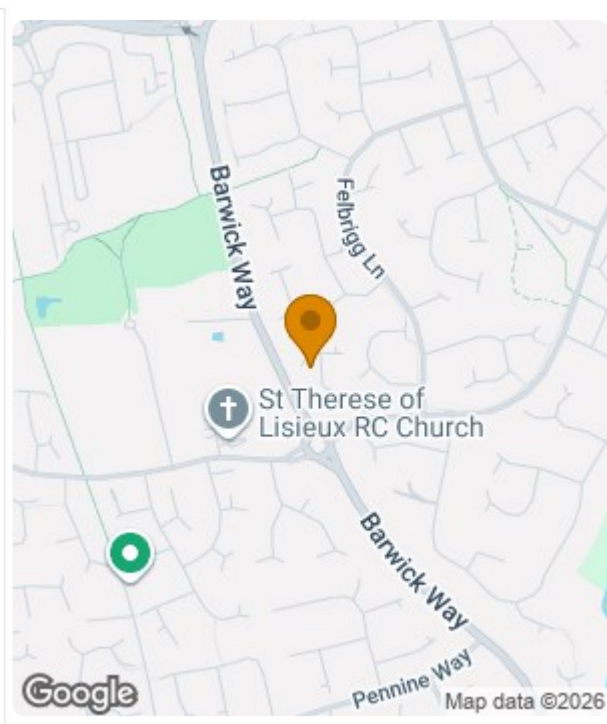 Barwick Way
Felbrigg Ln
St Therese of
Lisieux RC Church
Barwick Way
Pennine Way
Google
Map data ©2026